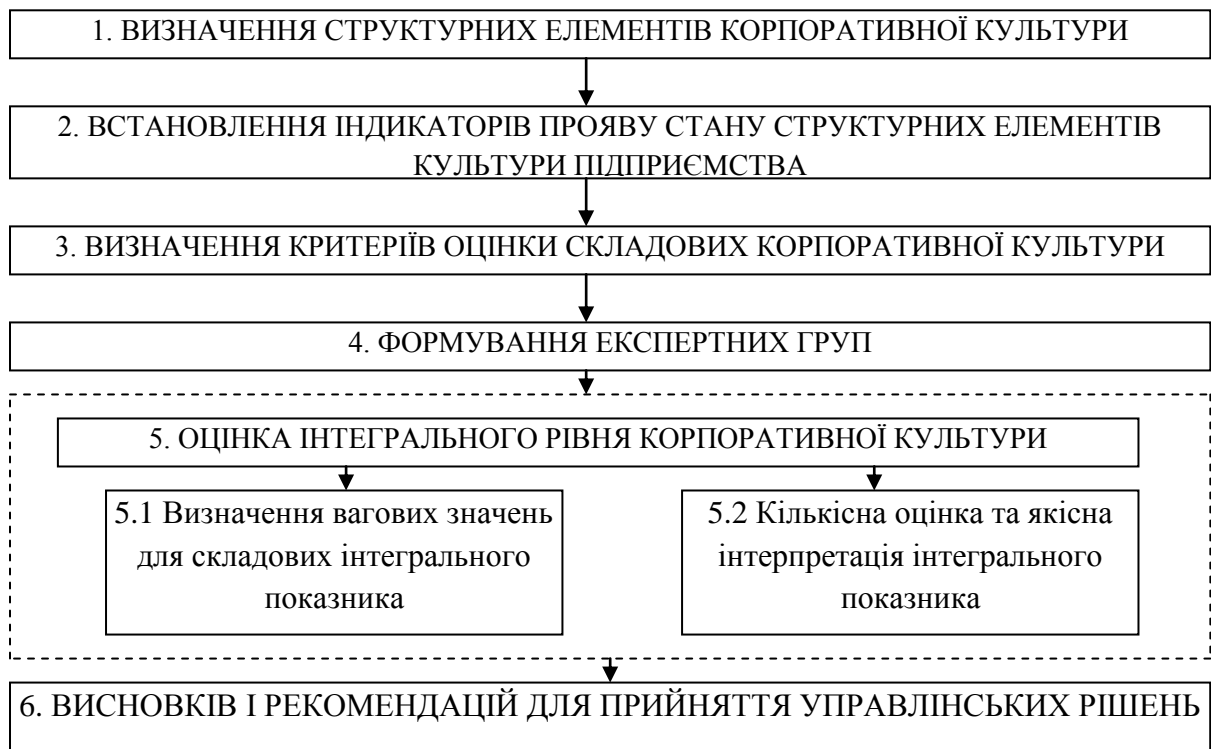 1. ВИЗНАЧЕННЯ СТРУКТУРНИХ ЕЛЕМЕНТІВ КОРПОРАТИВНОЇ КУЛЬТУРИ
2. ВСТАНОВЛЕННЯ ІНДИКАТОРІВ ПРОЯВУ СТАНУ СТРУКТУРНИХ ЕЛЕМЕНТІВ
КУЛЬТУРИ ПІДПРИЄМСТВА
3. ВИЗНАЧЕННЯ КРИТЕРІЇВ ОЦІНКИ СКЛАДОВИХ КОРПОРАТИВНОЇ КУЛЬТУРИ
4. ФОРМУВАННЯ ЕКСПЕРТНИХ ГРУП
5. ОЦІНКА ІНТЕГРАЛЬНОГО РІВНЯ КОРПОРАТИВНОЇ КУЛЬТУРИ
5.1 Визначення вагових значень
для складових інтегрального
показника
5.2 Кількісна оцінка та якісна
інтерпретація інтегрального
показника
6. ВИСНОВКІВ І РЕКОМЕНДАЦІЙ ДЛЯ ПРИЙНЯТТЯ УПРАВЛІНСЬКИХ РІШЕНЬ